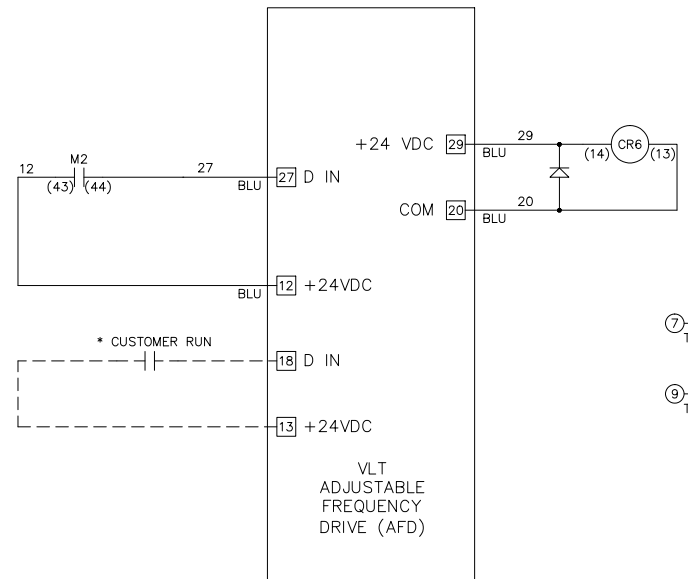 +24 VDC 29 29 BLU (14) CR6 (13)
12 M2 (43) (44) 27 BLU 27 D IN
COM 20 20 BLU
BLU 12 +24VDC
7 T
* CUSTOMER RUN 18 D IN
9 T
13 +24VDC
VLT
ADJUSTABLE
FREQUENCY
DRIVE (AFD)